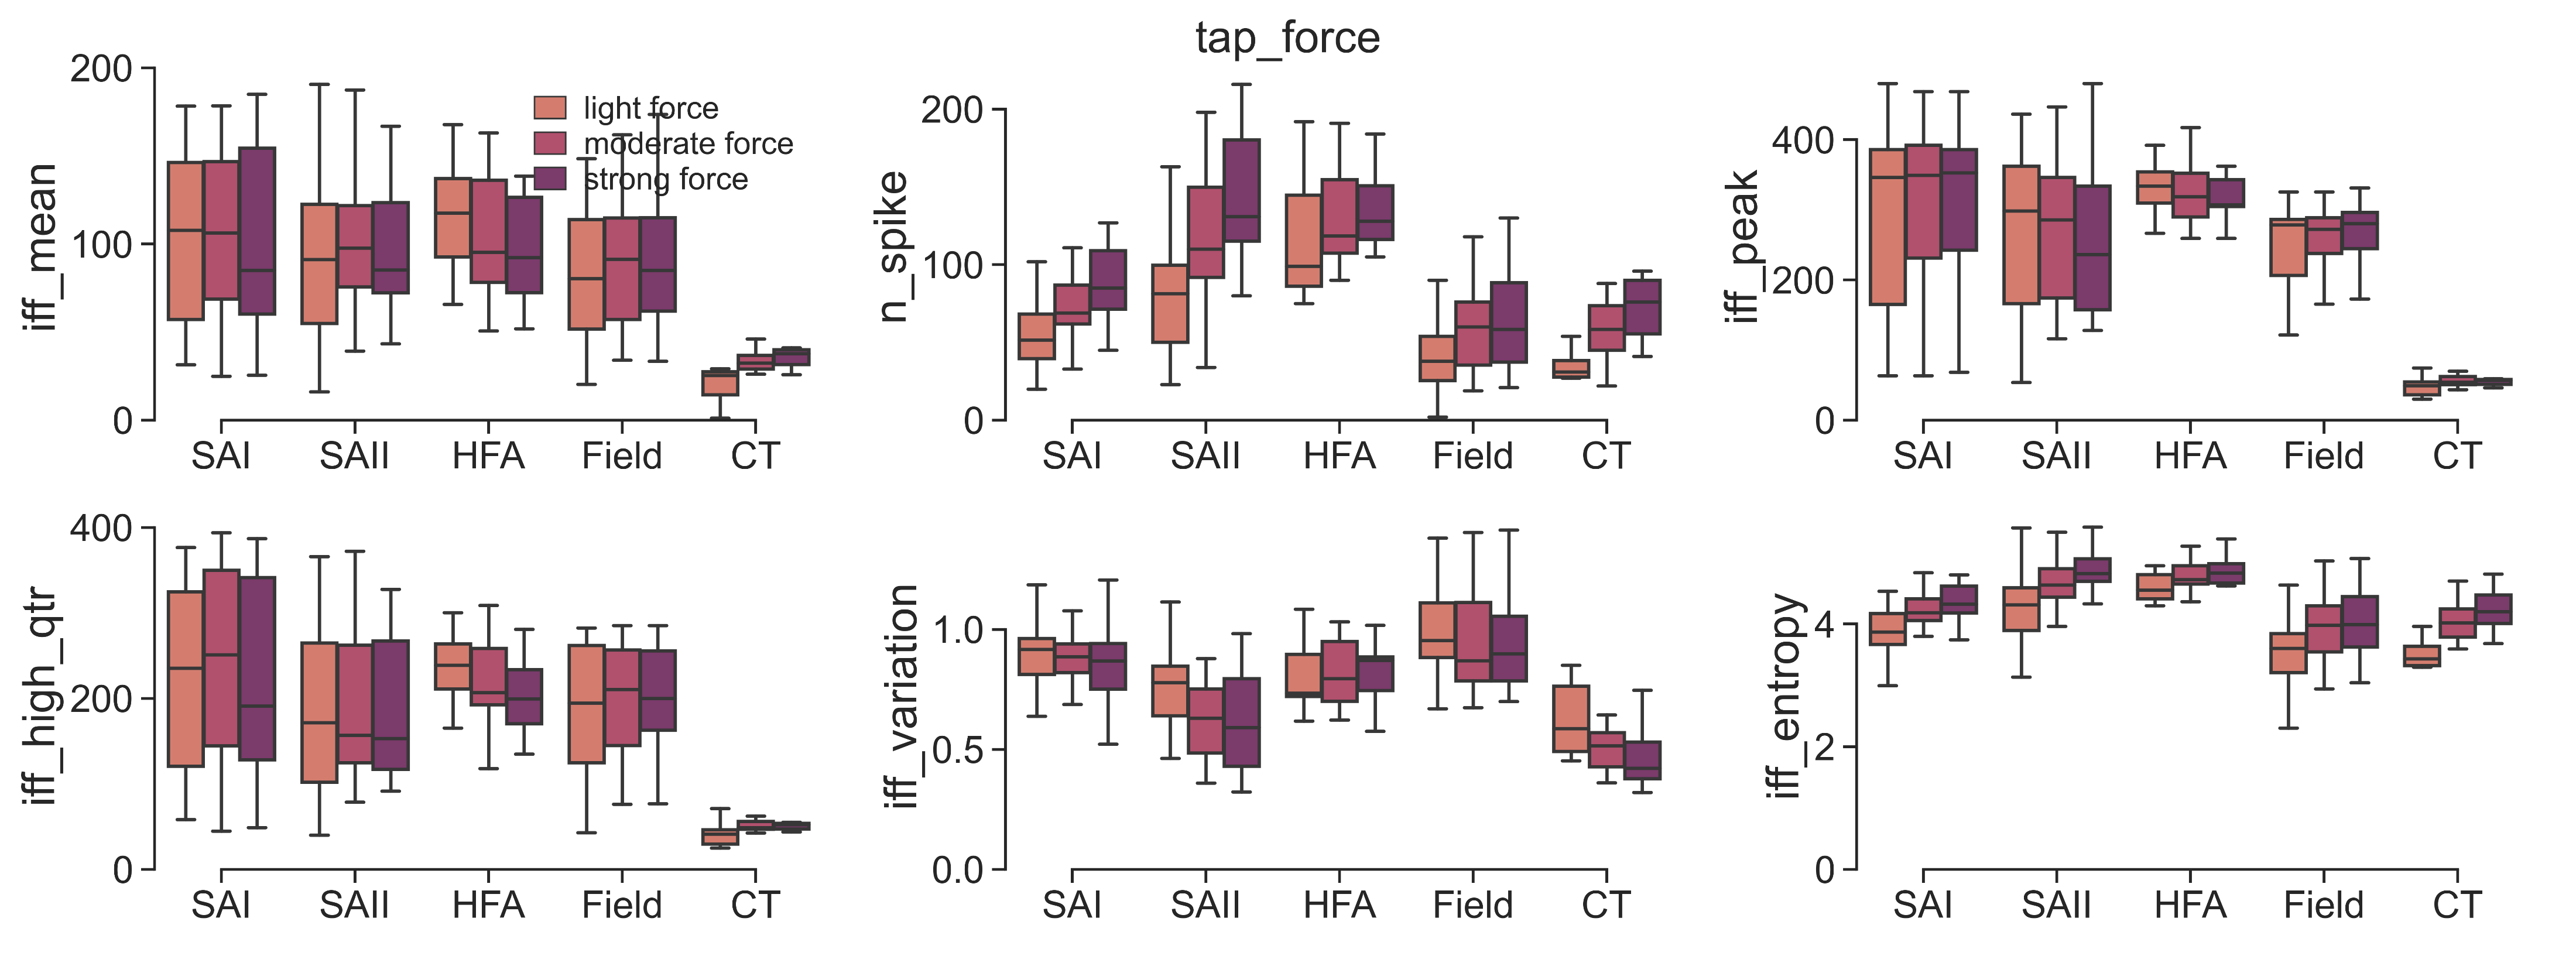 tap_force
iff_mean
200
100
0
light force
moderate force
strong force
SAI SAII HFA Field CT
n_spike
200
100
0
SAI SAII HFA Field CT
iff_peak
400
200
0
SAI SAII HFA Field CT
iff_high_qtr
400
200
0
SAI SAII HFA Field CT
iff_variation
1.0
0.5
0.0
SAI SAII HFA Field CT
iff_entropy
4
2
0
SAI SAII HFA Field CT